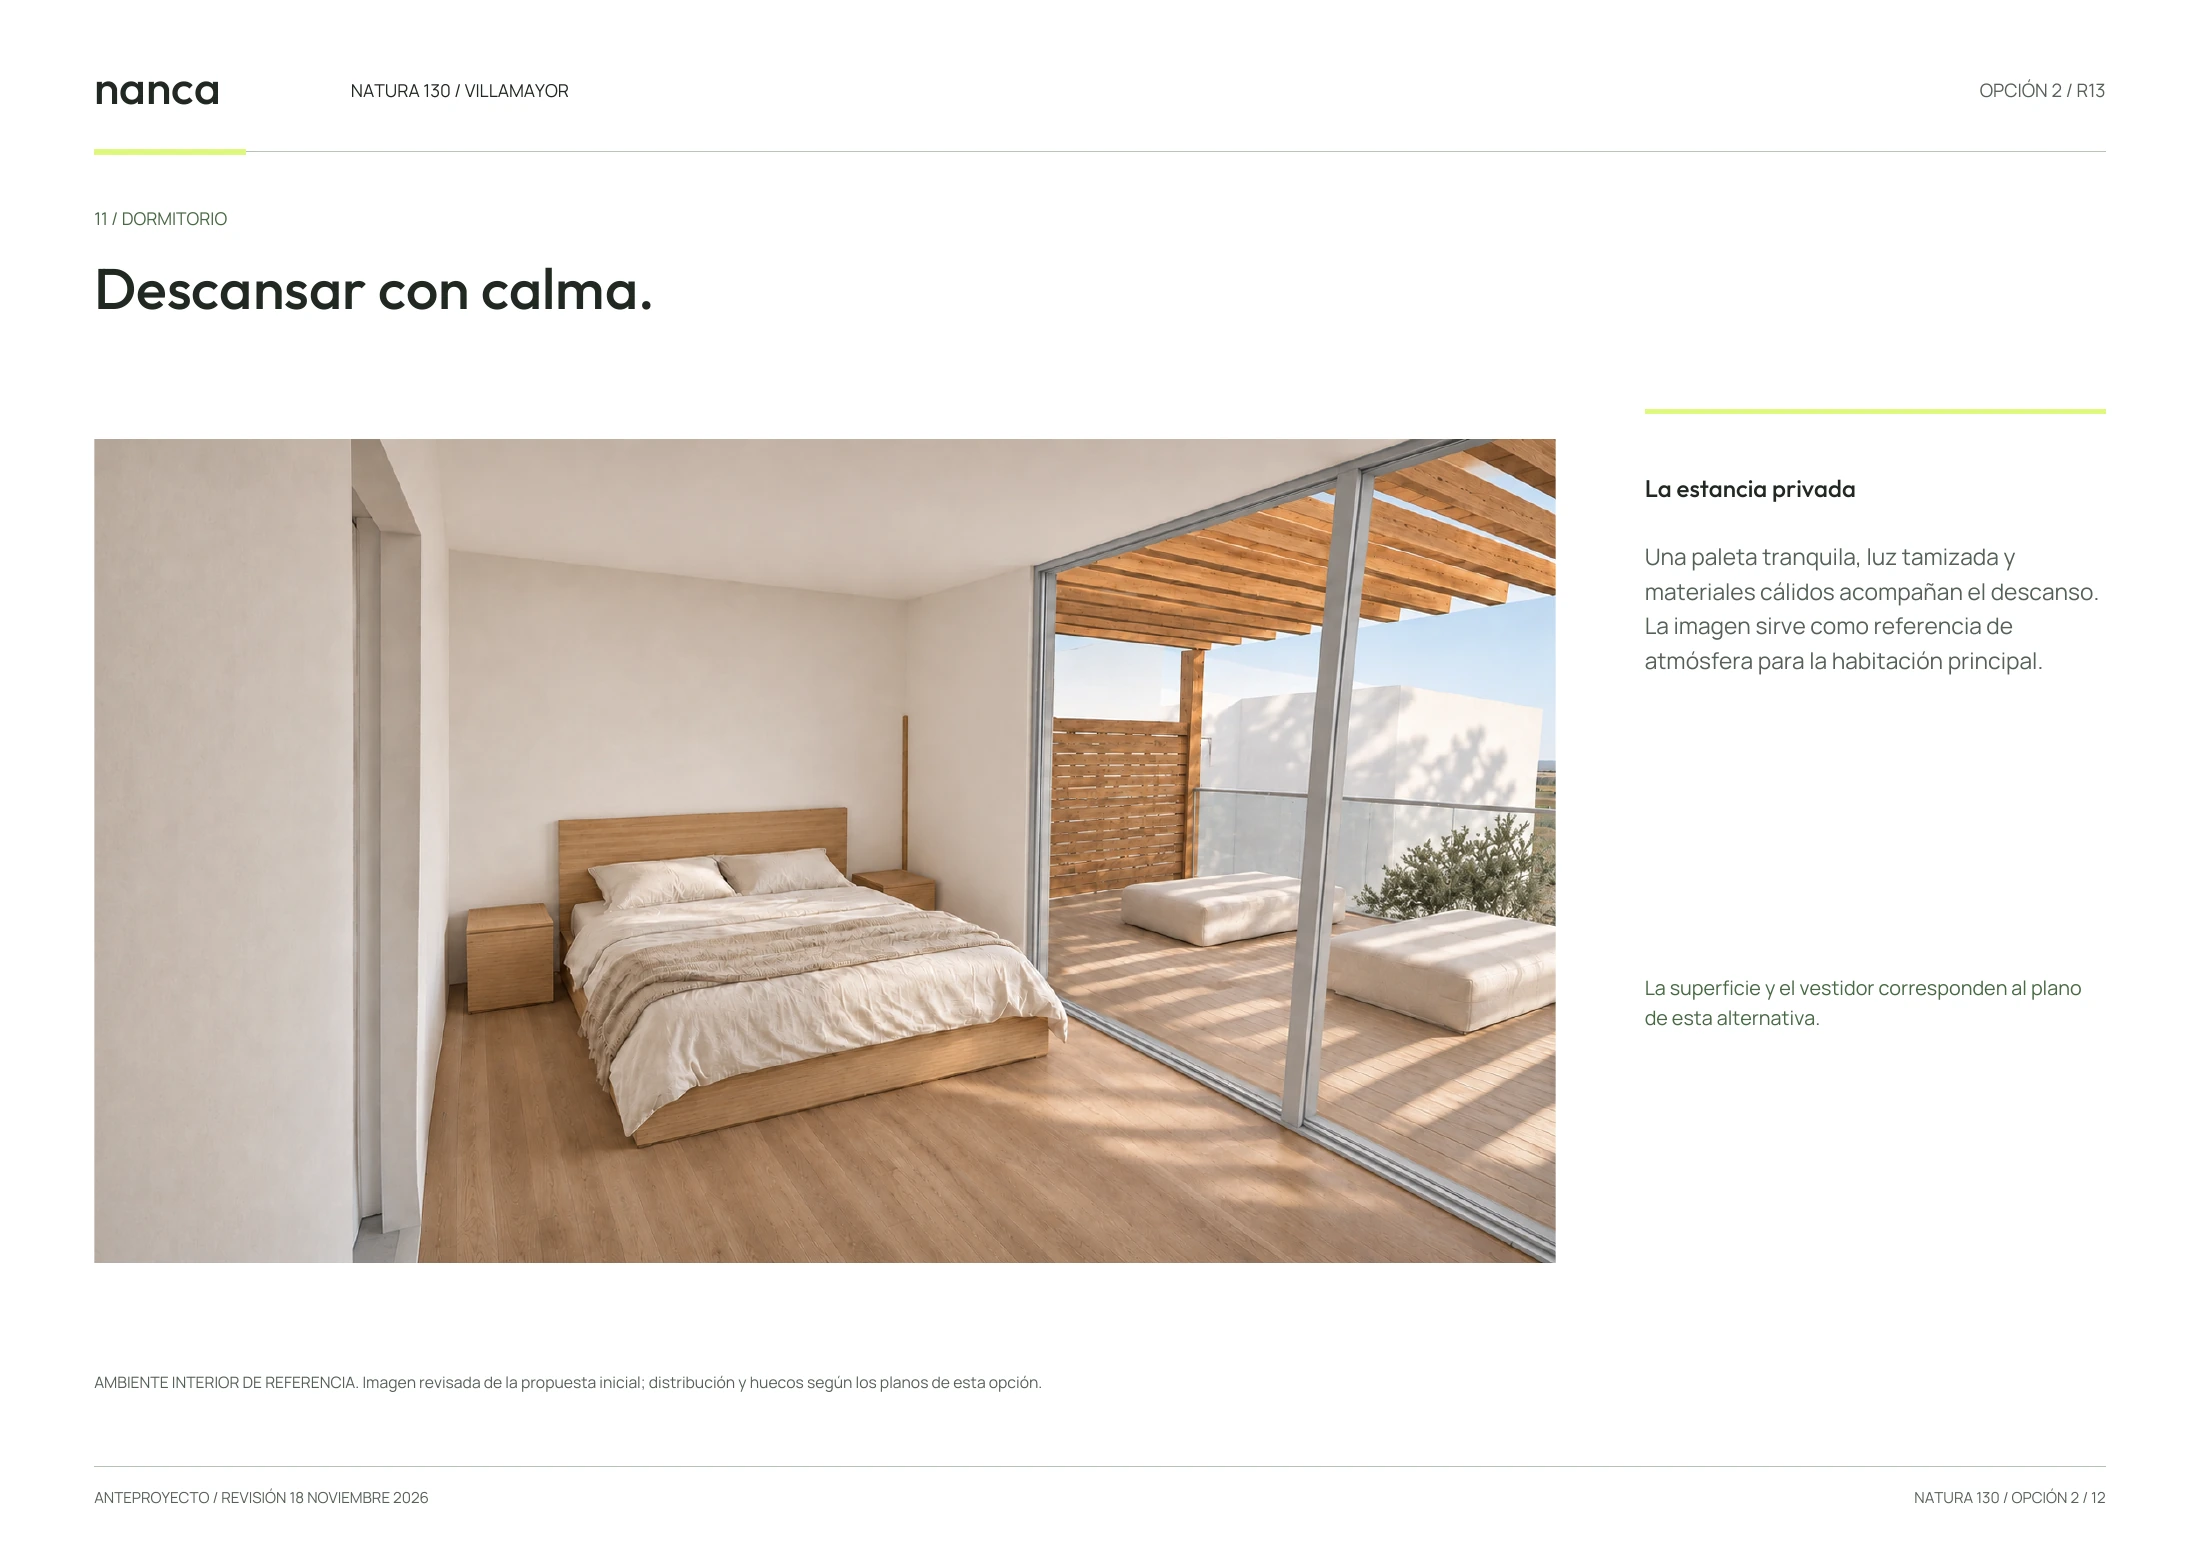 nanca
NATURA 130 / VILLAMAYOR
OPCIÓN 2 / R13
11 / DORMITORIO
Descansar con calma.
La estancia privada
Una paleta tranquila, luz tamizada y
materiales cálidos acompañan el descanso.
La imagen sirve como referencia de
atmósfera para la habitación principal.
La superficie y el vestidor corresponden al plano
de esta alternativa.
AMBIENTE INTERIOR DE REFERENCIA. Imagen revisada de la propuesta inicial; distribución y huecos según los planos de esta opción.
ANTEPROYECTO / REVISIÓN 18 NOVIEMBRE 2026
NATURA 130 / OPCIÓN 2 / 12